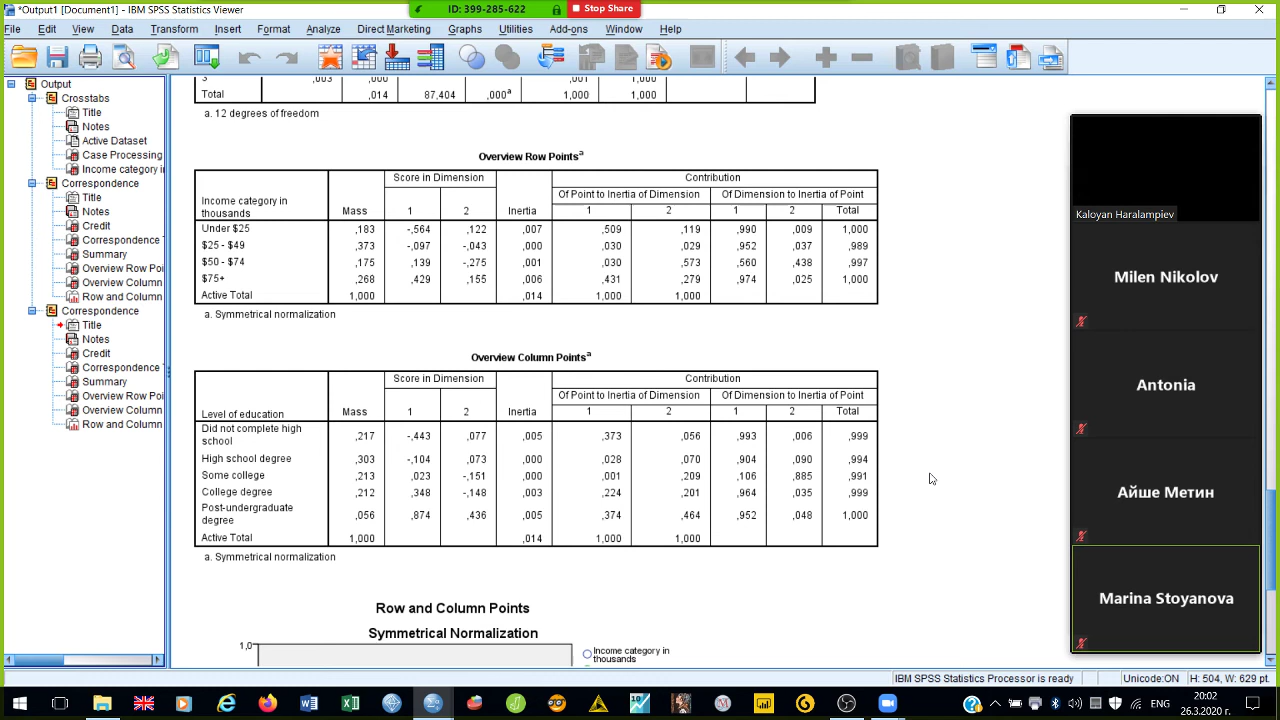 *Output1 [Document1] - IBM SPSS Statistics Viewer
ID: 399-285-622
Stop Share
File Edit View Data Transform Insert Format Analyze Direct Marketing Graphs Utilities Add-ons Window Help
Output
Crosstabs
Title
Notes
Active Dataset
Case Processing
Income category i
Correspondence
Title
Notes
Credit
Correspondence
Summary
Overview Row Poi
Overview Column
Row and Column
Correspondence
Title
Notes
Credit
Correspondence
Summary
Overview Row Poi
Overview Column
Row and Column
3 ,003 ,000 ,001 1,000
Total ,014 87,404 ,000a 1,000 1,000
a. 12 degrees of freedom
Overview Row Pointsa
Score in Dimension Contribution
Of Point to Inertia of Dimension Of Dimension to Inertia of Point
Income category in
thousands Mass 1 2 Inertia 1 2 1 2 Total
Under $25 ,183 -,564 ,122 ,007 ,509 ,119 ,990 ,009 1,000
$25 - $49 ,373 -,097 -,043 ,000 ,030 ,029 ,952 ,037 ,989
$50 - $74 ,175 ,139 -,275 ,001 ,030 ,573 ,560 ,438 ,997
$75+ ,268 ,429 ,155 ,006 ,431 ,279 ,974 ,025 1,000
Active Total 1,000 ,014 1,000 1,000
a. Symmetrical normalization
Overview Column Pointsa
Score in Dimension Contribution
Of Point to Inertia of Dimension Of Dimension to Inertia of Point
Level of education Mass 1 2 Inertia 1 2 1 2 Total
Did not complete high
school ,217 -,443 ,077 ,005 ,373 ,056 ,993 ,006 ,999
High school degree ,303 -,104 ,073 ,000 ,028 ,070 ,904 ,090 ,994
Some college ,213 ,023 -,151 ,000 ,001 ,209 ,106 ,885 ,991
College degree ,212 ,348 -,148 ,003 ,224 ,201 ,964 ,035 ,999
Post-undergraduate
degree ,056 ,874 ,436 ,005 ,374 ,464 ,952 ,048 1,000
Active Total 1,000 ,014 1,000 1,000
a. Symmetrical normalization
Row and Column Points
Symmetrical Normalization
1,0
Income category in
thousands
Kaloyan Haralampiev
Milen Nikolov
Antonia
Айше Метин
Marina Stoyanova
IBM SPSS Statistics Processor is ready Unicode:ON H: 504, W: 629 pt.
ENG
20:02
26.3.2020 г.